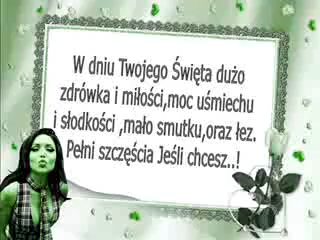 W dniu Twojego Święta dużo
zdrówka i miłości,moc uśmiechu
i słodkości ,mało smutku,oraz łez.
Pełni szczęścia Jeśli chcesz..!